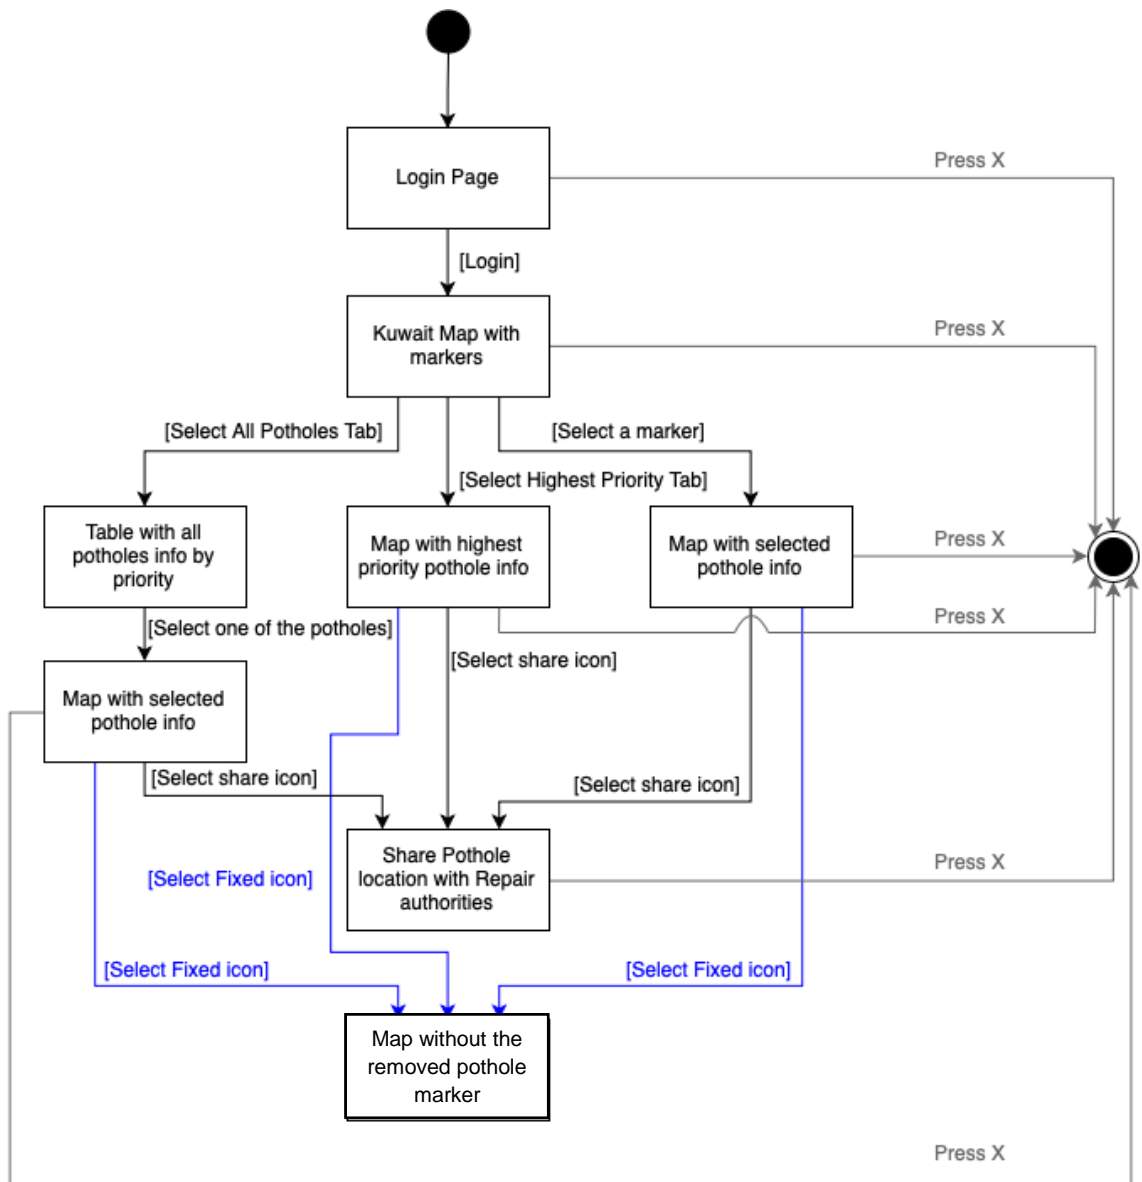 Press X
Login Page
[Login]
Press X
Kuwait Map with
markers
[Select All Potholes Tab]
[Select a marker]
[Select Highest Priority Tab]
Table with all
potholes info by
priority
Map with highest
priority pothole info
Map with selected
pothole info
Press X
Press X
[Select one of the potholes]
[Select share icon]
Map with selected
pothole info
[Select share icon]
[Select share icon]
Share Pothole
location with Repair
authorities
Press X
[Select Fixed icon]
[Select Fixed icon]
[Select Fixed icon]
Map without the
removed pothole
marker
Press X